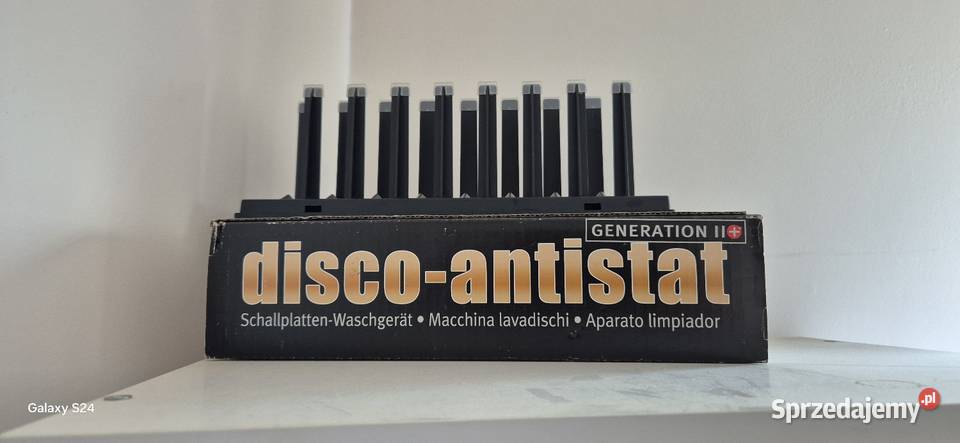 GENERATION II+
disco-antistat
Schallplatten-Waschgerät • Macchina lavadischi • Aparato limpiador
Galaxy S24
Sprzedajemy.pl